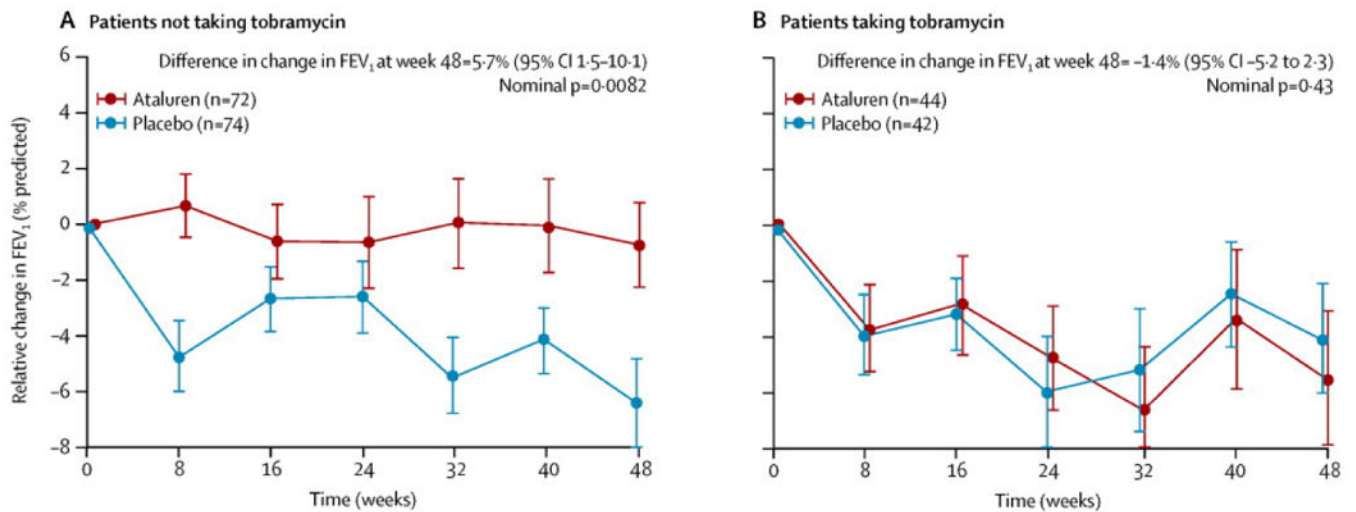 A Patients not taking tobramycin
Difference in change in FEV₁ at week 48=5·7% (95% CI 1·5–10·1)
Nominal p=0·0082
Ataluren (n=72)
Placebo (n=74)
Relative change in FEV₁ (% predicted)
6
4
2
0
−2
−4
−6
−8
0 8 16 24 32 40 48
Time (weeks)
B Patients taking tobramycin
Difference in change in FEV₁ at week 48= −1·4% (95% CI −5·2 to 2·3)
Nominal p=0·43
Ataluren (n=44)
Placebo (n=42)
0 8 16 24 32 40 48
Time (weeks)